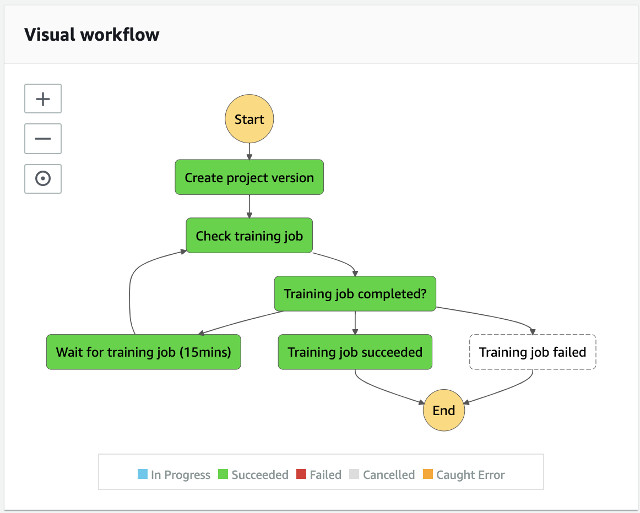 Visual workflow
Start
Create project version
Check training job
Training job completed?
Wait for training job (15mins)
Training job succeeded
Training job failed
End
In Progress Succeeded Failed Cancelled Caught Error